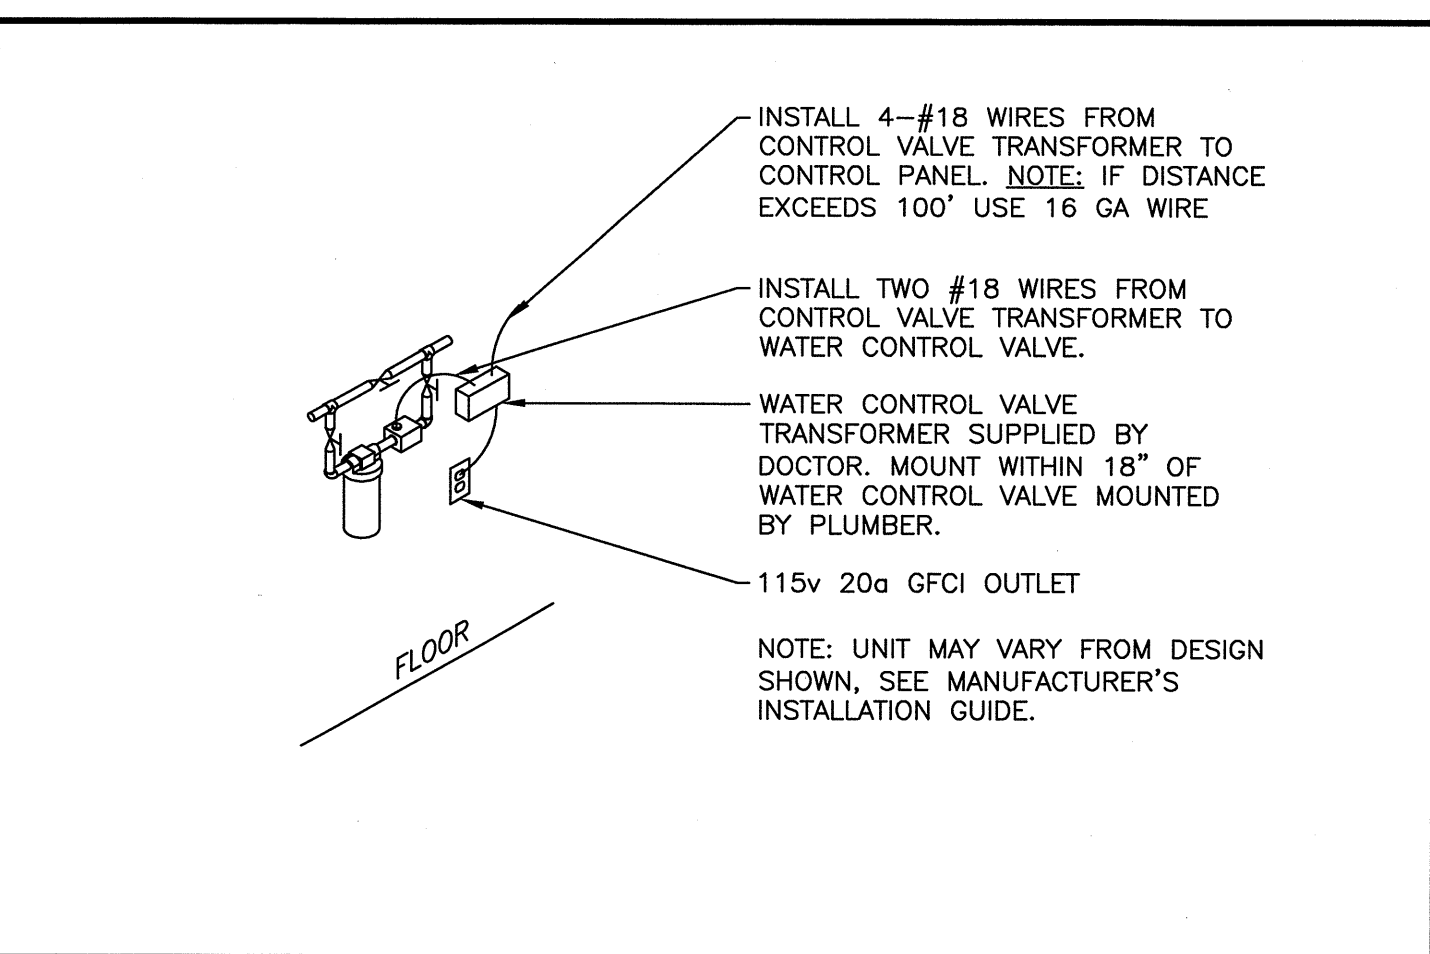 INSTALL 4-#18 WIRES FROM
CONTROL VALVE TRANSFORMER TO
CONTROL PANEL. NOTE: IF DISTANCE
EXCEEDS 100' USE 16 GA WIRE
INSTALL TWO #18 WIRES FROM
CONTROL VALVE TRANSFORMER TO
WATER CONTROL VALVE.
WATER CONTROL VALVE
TRANSFORMER SUPPLIED BY
DOCTOR. MOUNT WITHIN 18" OF
WATER CONTROL VALVE MOUNTED
BY PLUMBER.
115v 20a GFCI OUTLET
FLOOR
NOTE: UNIT MAY VARY FROM DESIGN
SHOWN, SEE MANUFACTURER'S
INSTALLATION GUIDE.